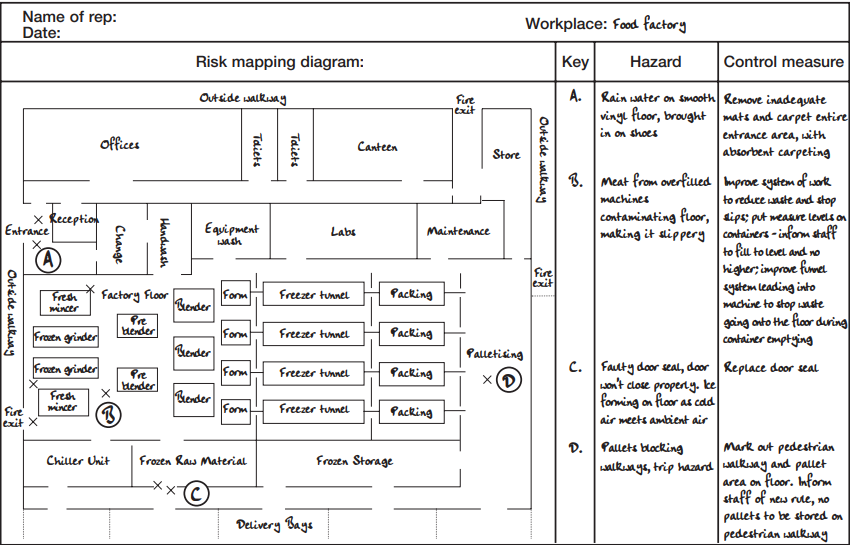 Name of rep:
Date:
Workplace: Food factory
Risk mapping diagram:
Key
Hazard
Control measure
Outside walkway
Fire
exit
Offices
Toilets
Toilets
Canteen
Store
Outside walkway
Entrance
Reception
Change
Handwash
Equipment
wash
Labs
Maintenance
A
Outside walkway
Fire
exit
Factory Floor
Fresh
mincer
Frozen grinder
Frozen grinder
Fresh
mincer
Pre
blender
Pre
blender
Blender
Blender
Blender
Form
Freezer tunnel
Packing
Form
Freezer tunnel
Packing
Form
Freezer tunnel
Packing
Form
Freezer tunnel
Packing
Palletising
D
B
Fire
exit
Chiller Unit
Frozen Raw Material
Frozen Storage
C
Delivery Bays
A.
Rain water on smooth
vinyl floor, brought
in on shoes
Remove inadequate
mats and carpet entire
entrance area, with
absorbent carpeting
B.
Meat from overfilled
machines
contaminating floor,
making it slippery
Improve system of work
to reduce waste and stop
slips; put measure levels on
containers - inform staff
to fill to level and no
higher; improve funnel
system leading into
machine to stop waste
going onto the floor during
container emptying
C.
Faulty door seal, door
won't close properly. Ice
forming on floor as cold
air meets ambient air
Replace door seal
D.
Pallets blocking
walkways, trip hazard
Mark out pedestrian
walkway and pallet
area on floor. Inform
staff of new rule, no
pallets to be stored on
pedestrian walkway